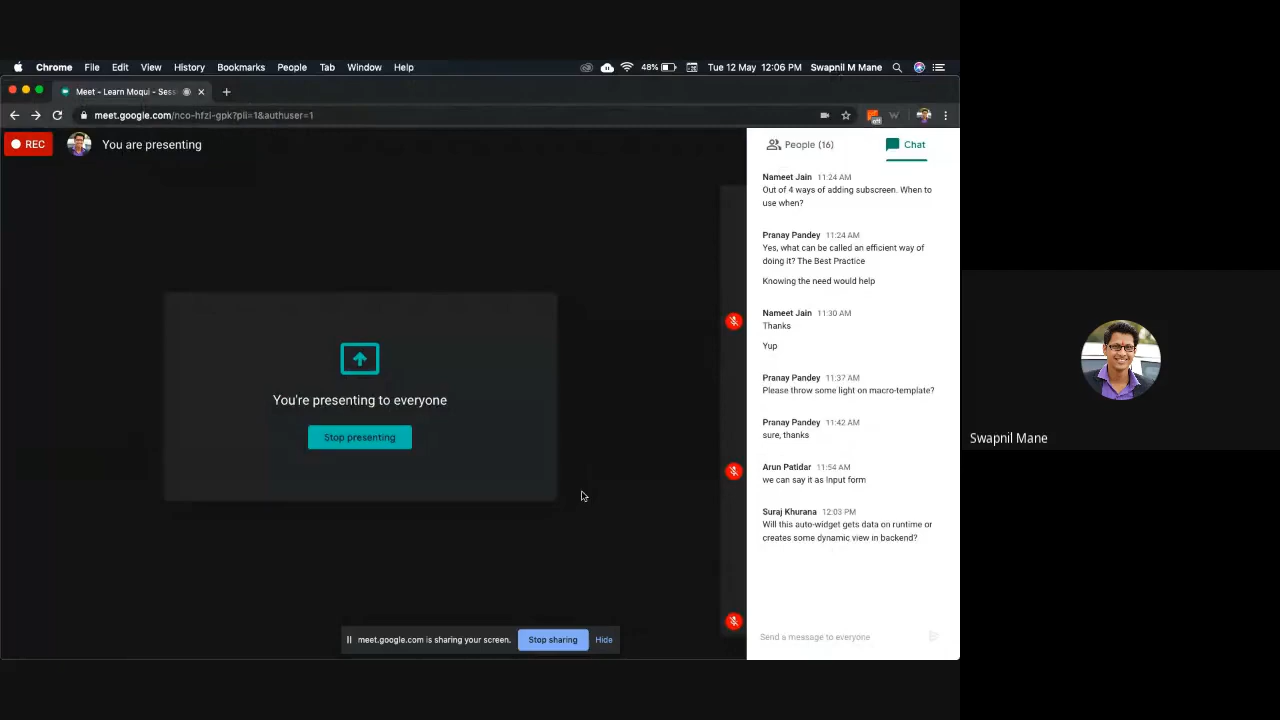 Chrome File Edit View History Bookmarks People Tab Window Help 48% Tue 12 May 12:06 PM Swapnil M Mane
Meet - Learn Moqui - Sess
meet.google.com/nco-hfzi-gpk?pli=1&authuser=1
REC You are presenting
People (16) Chat
Nameet Jain 11:24 AM
Out of 4 ways of adding subscreen. When to
use when?
Pranay Pandey 11:24 AM
Yes, what can be called an efficient way of
doing it? The Best Practice
Knowing the need would help
Nameet Jain 11:30 AM
Thanks
Yup
Pranay Pandey 11:37 AM
Please throw some light on macro-template?
Pranay Pandey 11:42 AM
sure, thanks
Arun Patidar 11:54 AM
we can say it as Input form
Suraj Khurana 12:03 PM
Will this auto-widget gets data on runtime or
creates some dynamic view in backend?
Send a message to everyone
You're presenting to everyone
Stop presenting
meet.google.com is sharing your screen. Stop sharing Hide
Swapnil Mane